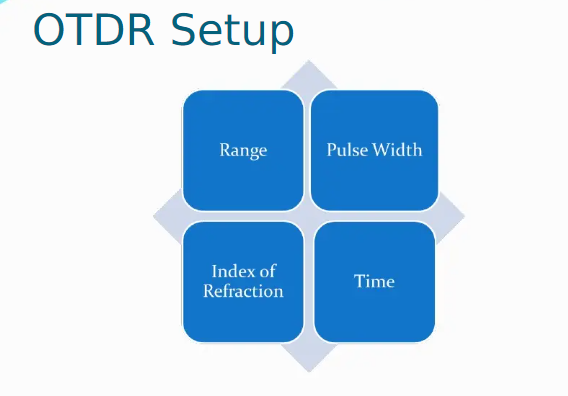 OTDR Setup
Range
Pulse Width
Index of
Refraction
Time